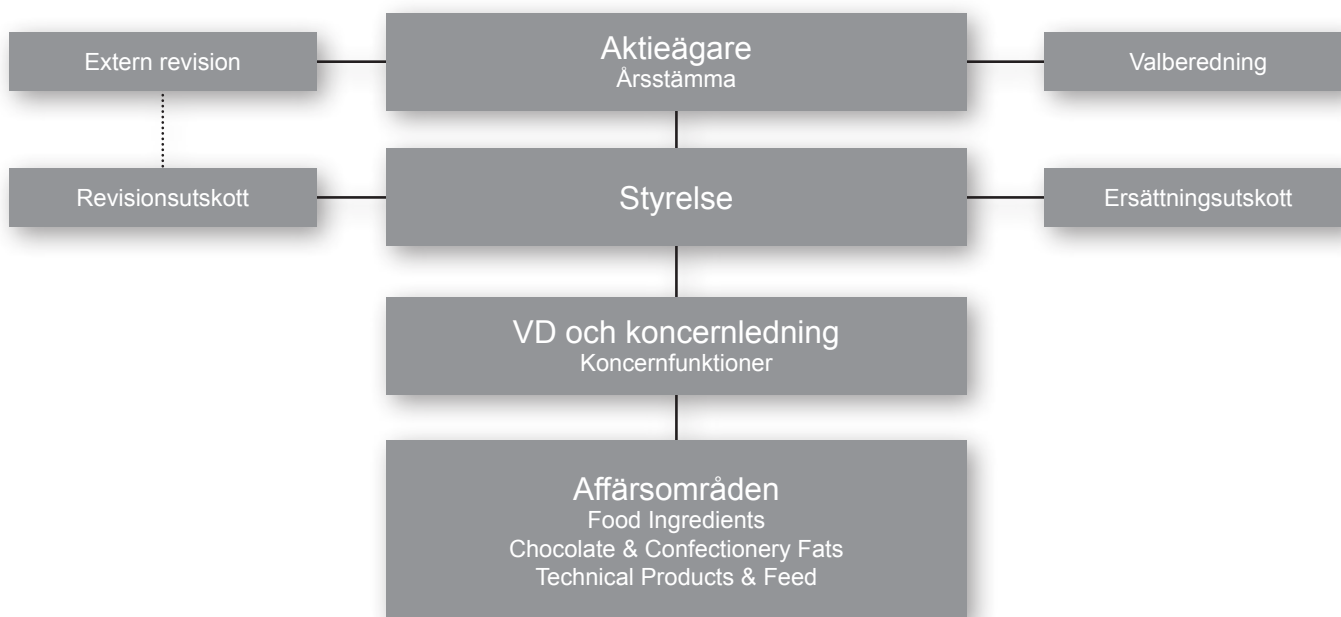 Extern revision
Aktieägare
Årsstämma
Valberedning
Revisionsutskott
Styrelse
Ersättningsutskott
VD och koncernledning
Koncernfunktioner
Affärsområden
Food Ingredients
Chocolate & Confectionery Fats
Technical Products & Feed